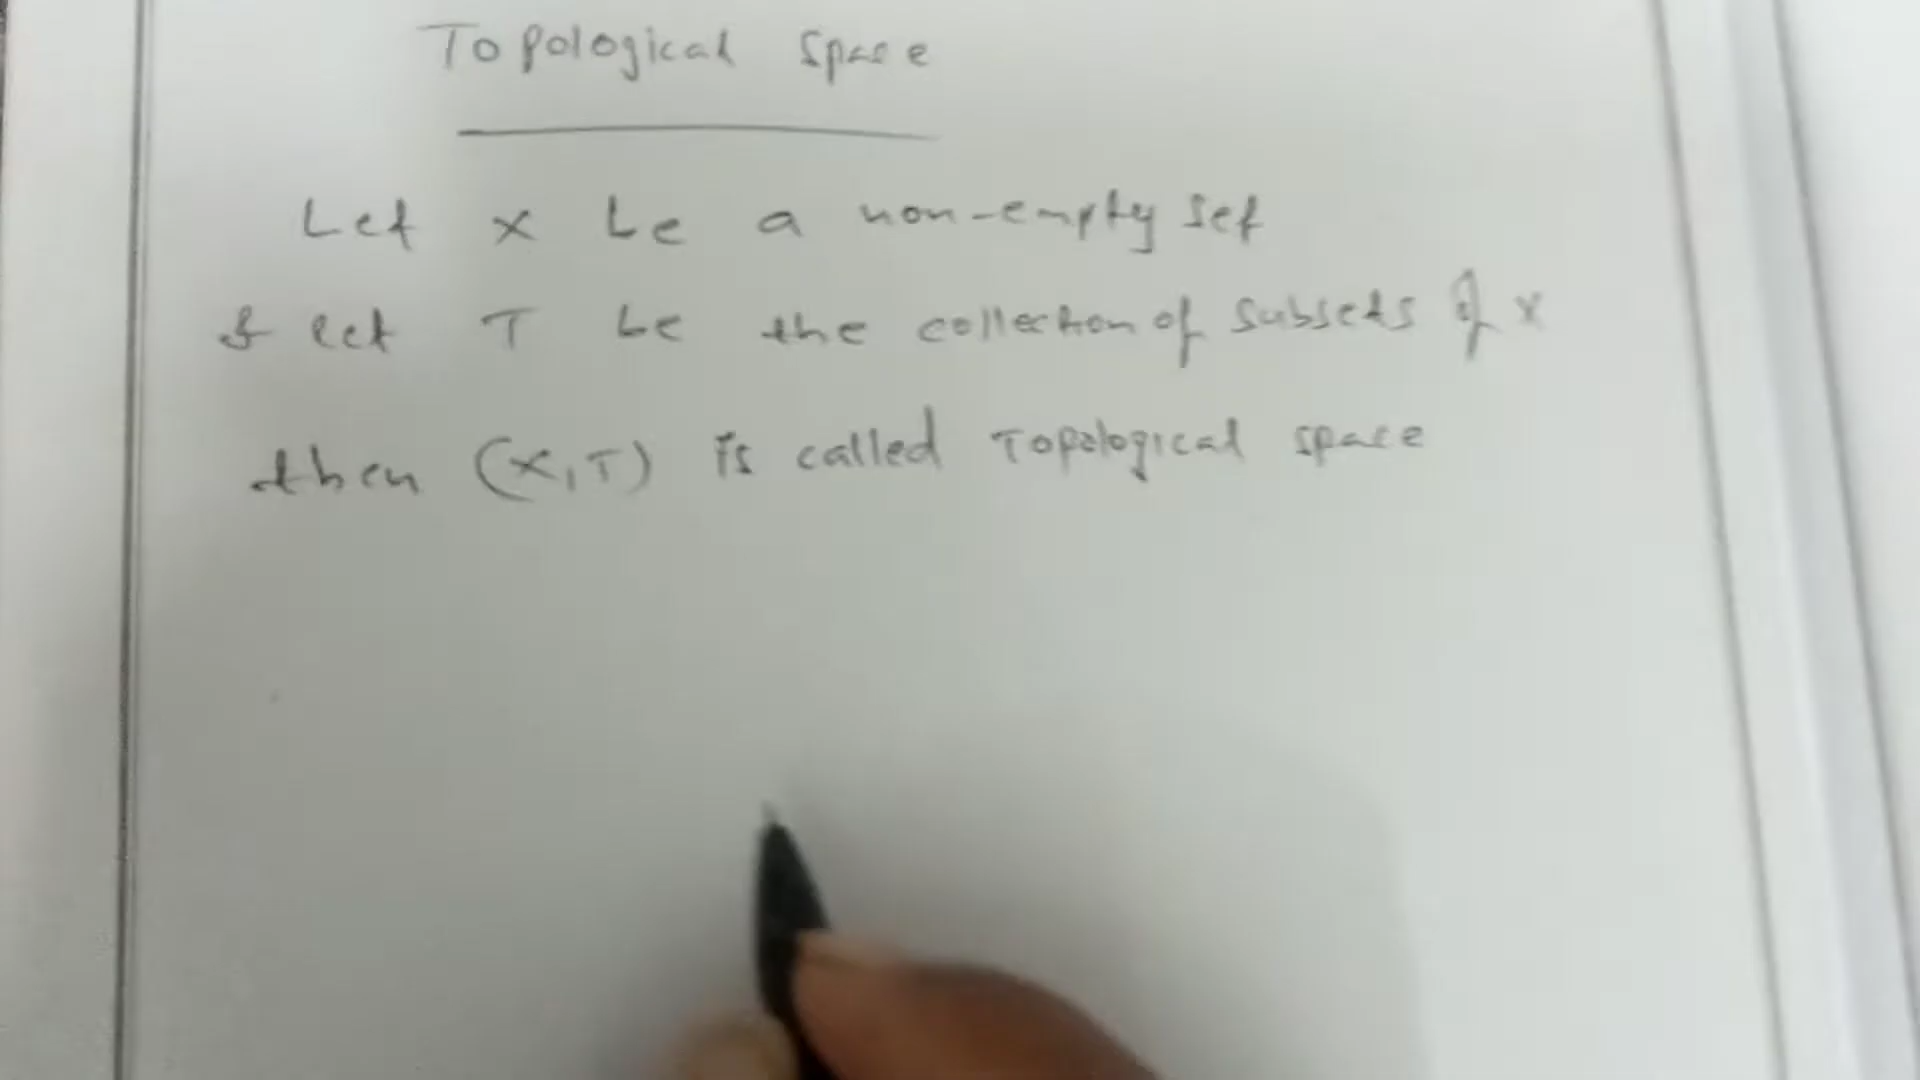 Topological space
Let x be a non-empty set
& let T be the collection of subsets of x
then (x,T) is called Topological space